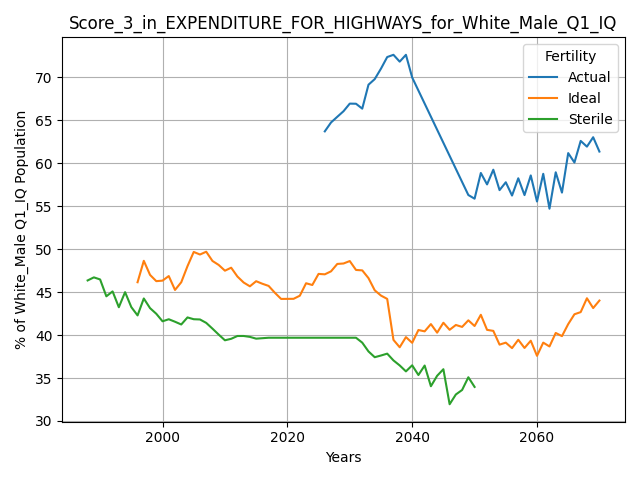 Score_3_in_EXPENDITURE_FOR_HIGHWAYS_for_White_Male_Q1_IQ
Fertility
Actual
Ideal
Sterile
% of White_Male Q1_IQ Population
70
65
60
55
50
45
40
35
30
2000 2020 2040 2060
Years